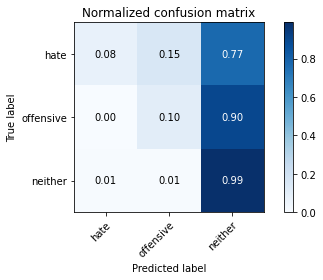 Normalized confusion matrix
hate 0.08 0.15 0.77
offensive 0.00 0.10 0.90
neither 0.01 0.01 0.99
hate offensive neither
True label
Predicted label
0.8
0.6
0.4
0.2
0.0